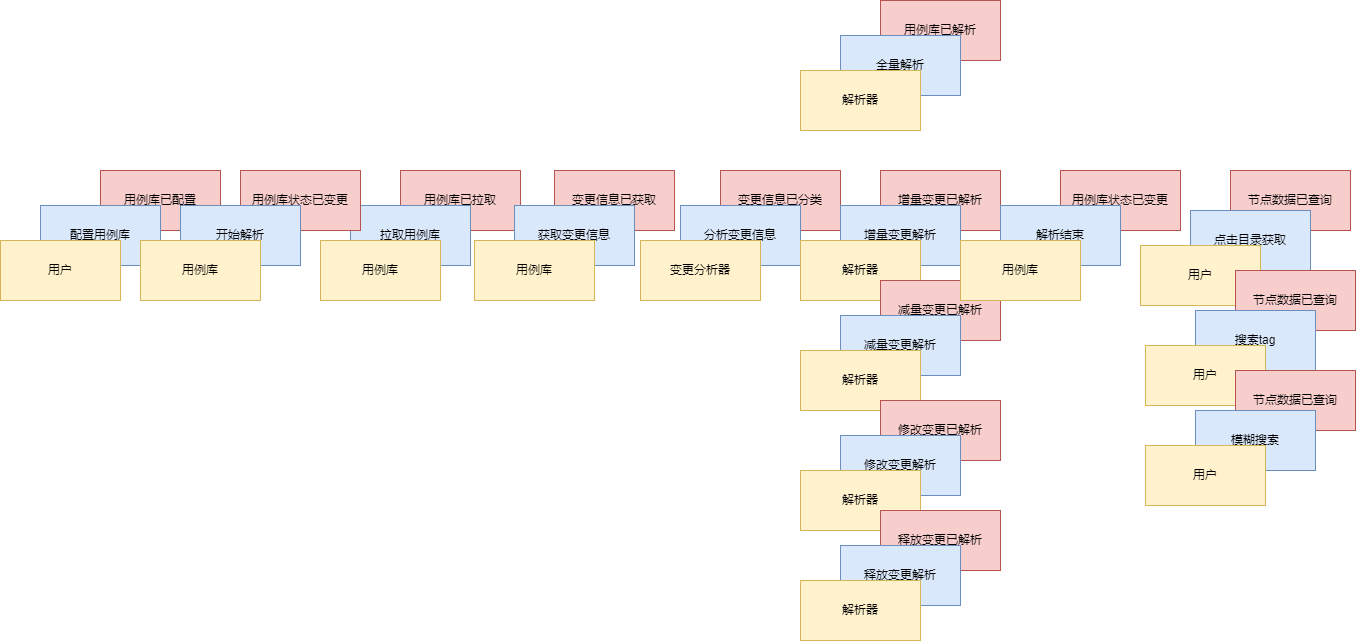 用例库已解析
全量解析
解析器
用例库已配置
配置用例库
用户
用例库状态已变更
开始解析
用例库
用例库已拉取
拉取用例库
用例库
变更信息已获取
获取变更信息
用例库
变更信息已分类
分析变更信息
变更分析器
增量变更已解析
增量变更解析
解析器
减量变更已解析
减量变更解析
解析器
修改变更已解析
修改变更解析
解析器
释放变更已解析
释放变更解析
解析器
用例库状态已变更
解析结束
用例库
节点数据已查询
点击目录获取
用户
节点数据已查询
搜索tag
用户
节点数据已查询
模糊搜索
用户